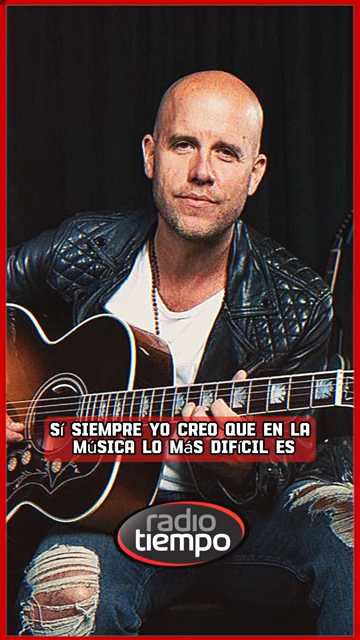 Sí SIEMPRE YO CREO QUE EN LA
MúSICA LO MáS DIFíCIL ES
radio
tiempo